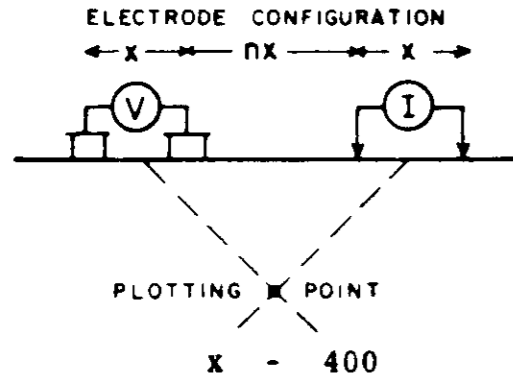 ELECTRODE CONFIGURATION
x nx x
V I
PLOTTING POINT
x - 400